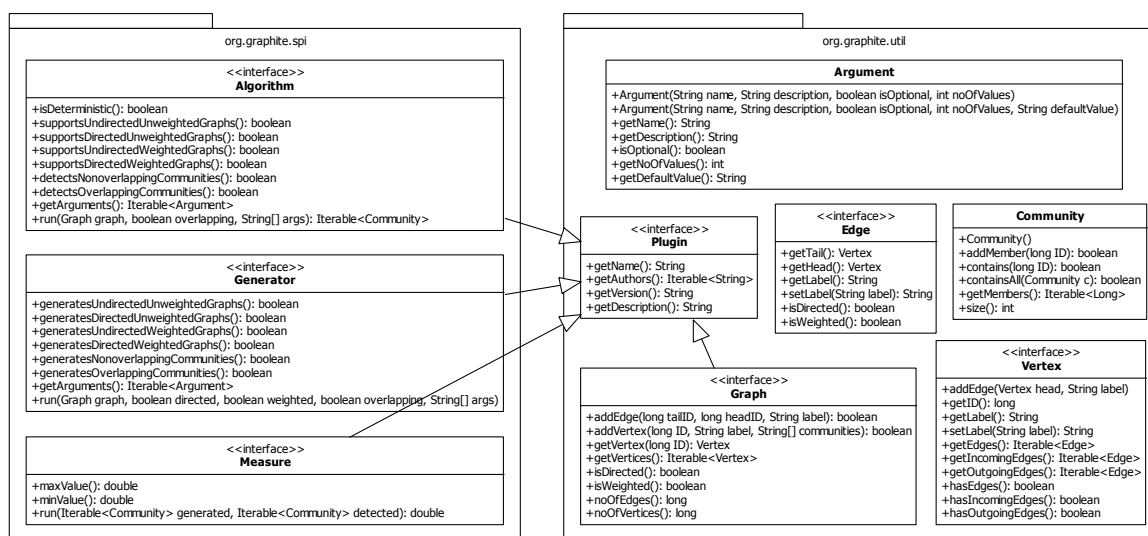 org.graphite.spi
<<interface>>
Algorithm
+isDeterministic(): boolean
+supportsUndirectedUnweightedGraphs(): boolean
+supportsDirectedUnweightedGraphs(): boolean
+supportsUndirectedWeightedGraphs(): boolean
+supportsDirectedWeightedGraphs(): boolean
+detectsNonoverlappingCommunities(): boolean
+detectsOverlappingCommunities(): boolean
+getArguments(): Iterable<Argument>
+run(Graph graph, boolean overlapping, String[] args): Iterable<Community>
<<interface>>
Generator
+generatesUndirectedUnweightedGraphs(): boolean
+generatesDirectedUnweightedGraphs(): boolean
+generatesUndirectedWeightedGraphs(): boolean
+generatesDirectedWeightedGraphs(): boolean
+generatesNonoverlappingCommunities(): boolean
+generatesOverlappingCommunities(): boolean
+getArguments(): Iterable<Argument>
+run(Graph graph, boolean directed, boolean weighted, boolean overlapping, String[] args)
<<interface>>
Measure
+maxValue(): double
+minValue(): double
+run(Iterable<Community> generated, Iterable<Community> detected): double
org.graphite.util
Argument
+Argument(String name, String description, boolean isOptional, int noOfValues)
+Argument(String name, String description, boolean isOptional, int noOfValues, String defaultValue)
+getName(): String
+getDescription(): String
+isOptional(): boolean
+getNoOfValues(): int
+getDefaultValue(): String
<<interface>>
Plugin
+getName(): String
+getAuthors(): Iterable<String>
+getVersion(): String
+getDescription(): String
<<interface>>
Edge
+getTail(): Vertex
+getHead(): Vertex
+getLabel(): String
+setLabel(String label): String
+isDirected(): boolean
+isWeighted(): boolean
Community
+Community()
+addMember(long ID): boolean
+contains(long ID): boolean
+containsAll(Community c): boolean
+getMembers(): Iterable<Long>
+size(): int
<<interface>>
Graph
+addEdge(long tailID, long headID, String label): boolean
+addVertex(long ID, String label, String[] communities): boolean
+getVertex(long ID): Vertex
+getVertices(): Iterable<Vertex>
+isDirected(): boolean
+isWeighted(): boolean
+noOfEdges(): long
+noOfVertices(): long
<<interface>>
Vertex
+addEdge(Vertex head, String label)
+getID(): long
+getLabel(): String
+setLabel(String label): String
+getEdges(): Iterable<Edge>
+getIncomingEdges(): Iterable<Edge>
+getOutgoingEdges(): Iterable<Edge>
+hasEdges(): boolean
+hasIncomingEdges(): boolean
+hasOutgoingEdges(): boolean